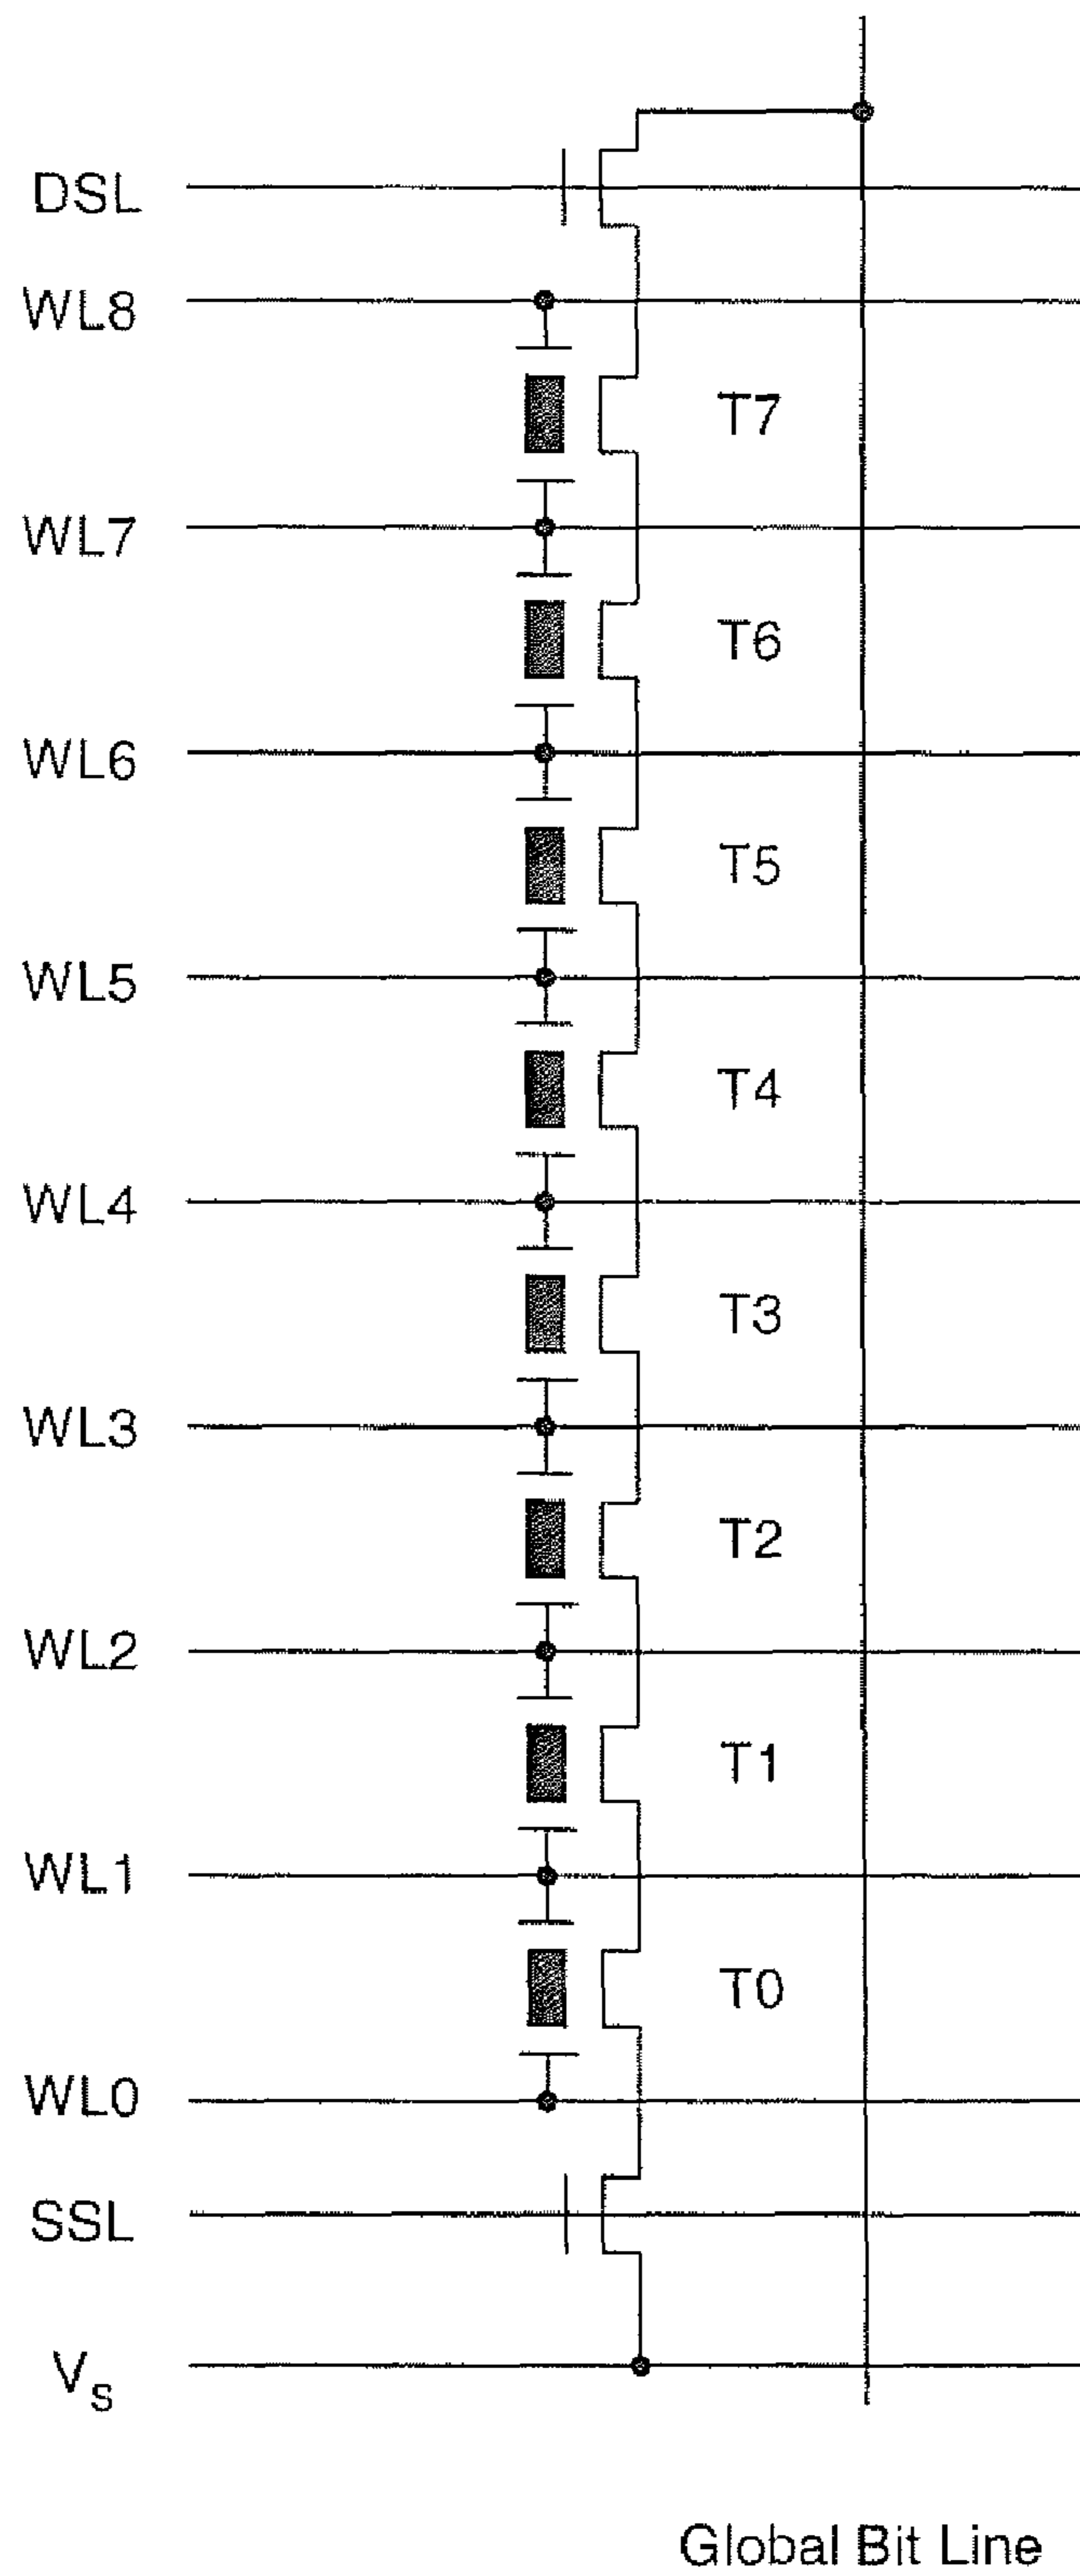 DSL
WL8
T7
WL7
T6
WL6
T5
WL5
T4
WL4
T3
WL3
T2
WL2
T1
WL1
T0
WL0
SSL
Vs
Global Bit Line